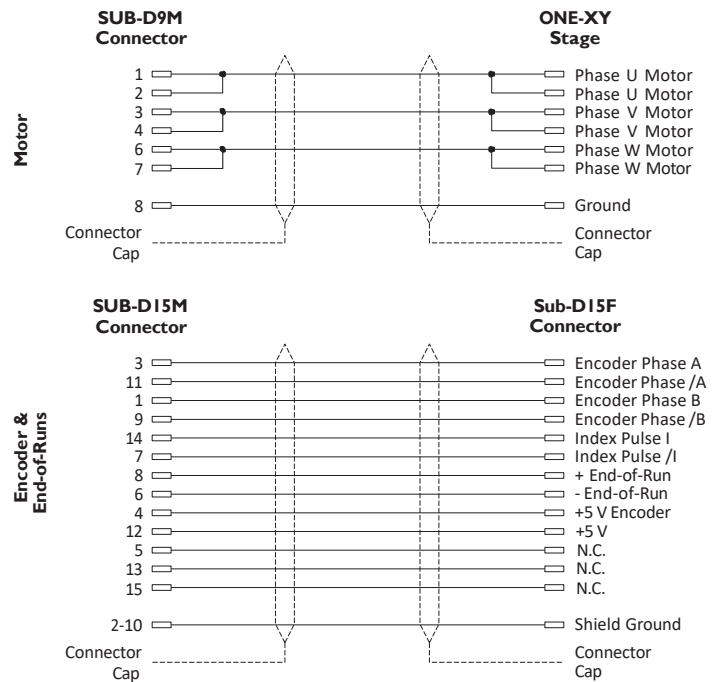 SUB-D9M
Connector
ONE-XY
Stage
Motor
1 Phase U Motor
2 Phase U Motor
3 Phase V Motor
4 Phase V Motor
6 Phase W Motor
7 Phase W Motor
8 Ground
Connector
Cap
Connector
Cap
SUB-D15M
Connector
Sub-D15F
Connector
Encoder &
End-of-Runs
3 Encoder Phase A
11 Encoder Phase /A
1 Encoder Phase B
9 Encoder Phase /B
14 Index Pulse I
7 Index Pulse /I
8 + End-of-Run
6 - End-of-Run
4 +5 V Encoder
12 +5 V
5 N.C.
13 N.C.
15 N.C.
2-10 Shield Ground
Connector
Cap
Connector
Cap